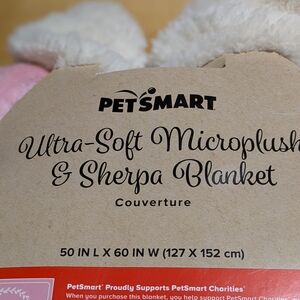 PETSMART
Ultra-Soft Microplush
& Sherpa Blanket
Couverture
50 IN L X 60 IN W (127 X 152 cm)
PetSmart® Proudly Supports PetSmart Charities®
When you purchase this blanket, you help support PetSmart Charities